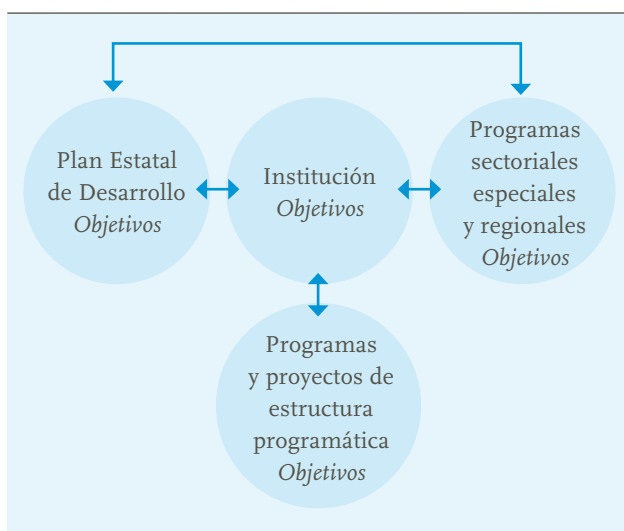 Plan Estatal
de Desarrollo
Objetivos
Institución
Objetivos
Programas
sectoriales
especiales
y regionales
Objetivos
Programas
y proyectos de
estructura
programática
Objetivos